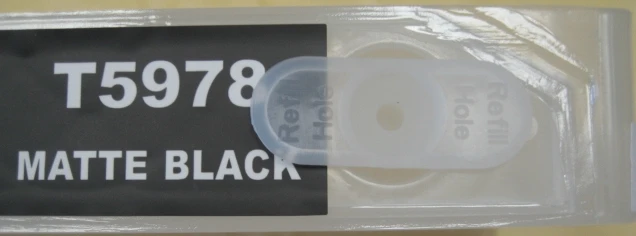 T5978
MATTE BLACK
Refill
Hole
Refill
Hole